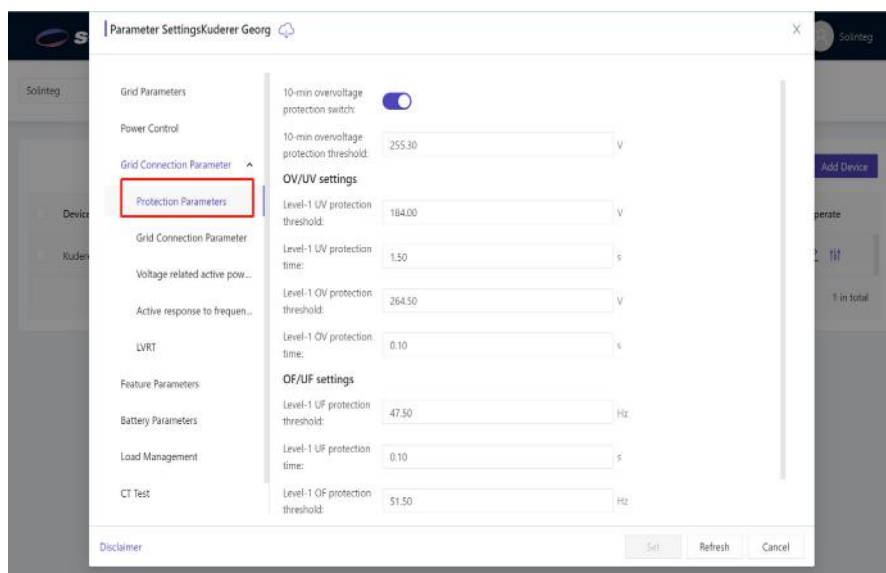 Parameter SettingsKuderer Georg
X
S
Solinteg
Solinteg
Add Device
Device
perate
Kuder
1 in total
Grid Parameters
Power Control
Grid Connection Parameter
Protection Parameters
Grid Connection Parameter
Voltage related active pow...
Active response to frequen...
LVRT
Feature Parameters
Battery Parameters
Load Management
CT Test
10-min overvoltage
protection switch:
10-min overvoltage
protection threshold:
255.30 V
OV/UV settings
Level-1 UV protection
threshold:
184.00 V
Level-1 UV protection
time:
1.50 s
Level-1 OV protection
threshold:
264.50 V
Level-1 OV protection
time:
0.10 s
OF/UF settings
Level-1 UF protection
threshold:
47.50 Hz
Level-1 UF protection
time:
0.10 s
Level-1 OF protection
threshold:
51.50 Hz
Disclaimer
Set Refresh Cancel